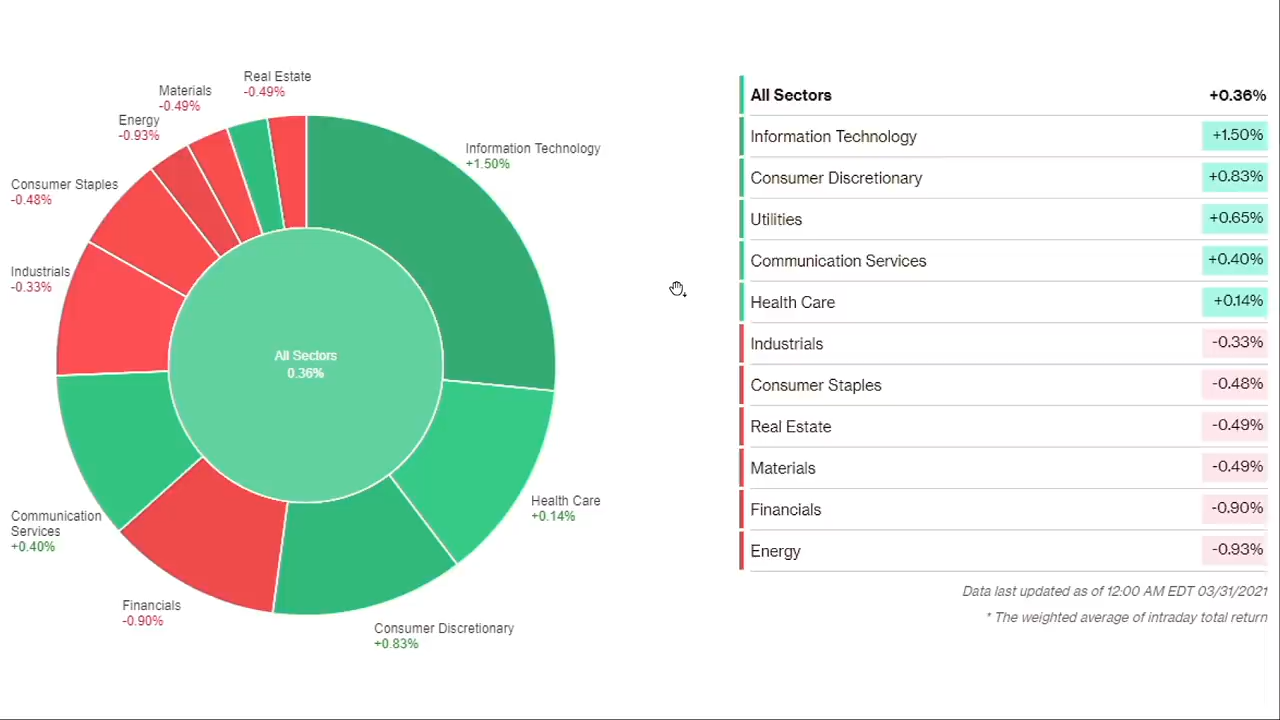 Real Estate
-0.49%
Materials
-0.49%
Energy
-0.93%
Consumer Staples
-0.48%
Industrials
-0.33%
Communication
Services
+0.40%
Financials
-0.90%
Consumer Discretionary
+0.83%
Health Care
+0.14%
Information Technology
+1.50%
All Sectors
0.36%
All Sectors +0.36%
Information Technology +1.50%
Consumer Discretionary +0.83%
Utilities +0.65%
Communication Services +0.40%
Health Care +0.14%
Industrials -0.33%
Consumer Staples -0.48%
Real Estate -0.49%
Materials -0.49%
Financials -0.90%
Energy -0.93%
Data last updated as of 12:00 AM EDT 03/31/2021
* The weighted average of intraday total return